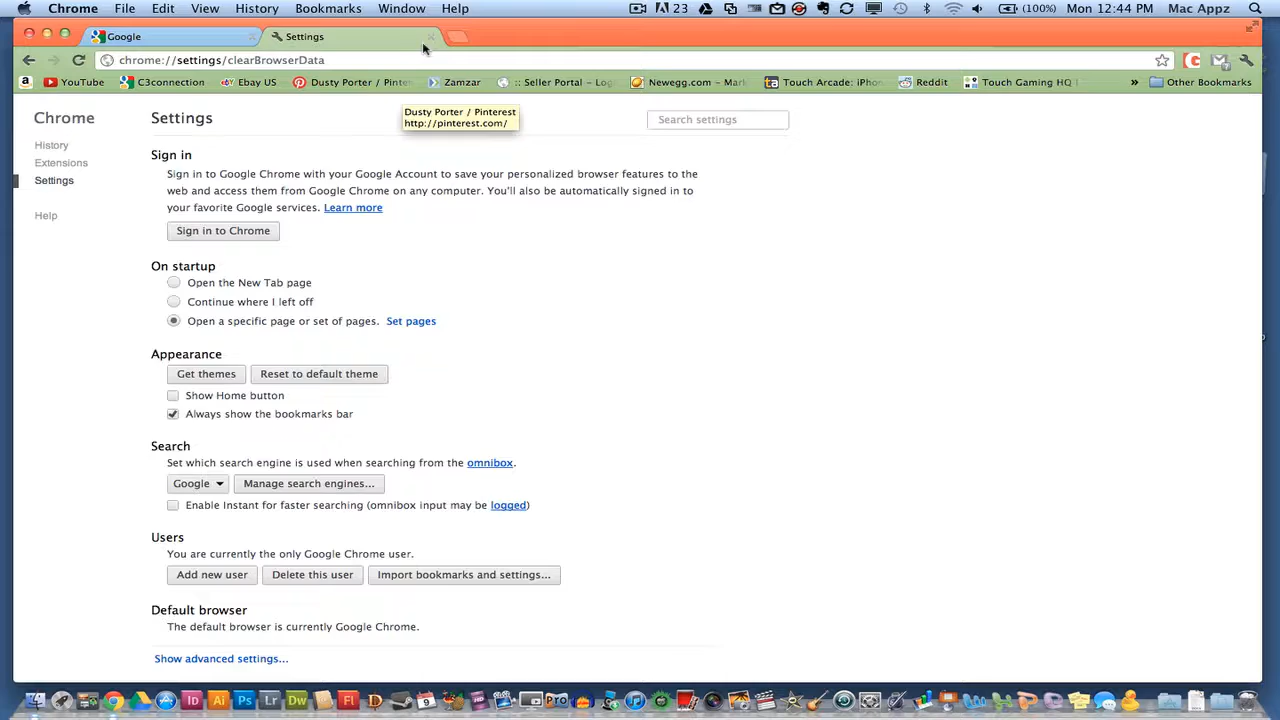 Chrome File Edit View History Bookmarks Window Help 23 (100%) Mon 12:44 PM Mac Appz
Google Settings
chrome://settings/clearBrowserData
YouTube C3connection Ebay US Dusty Porter / Pinter Zamzar :: Seller Portal - Log Newegg.com - Mark Touch Arcade: iPhon Reddit Touch Gaming HQ | » Other Bookmarks
Dusty Porter / Pinterest
http://pinterest.com/
Chrome
History
Extensions
Settings
Help
Settings
Search settings
Sign in
Sign in to Google Chrome with your Google Account to save your personalized browser features to the
web and access them from Google Chrome on any computer. You'll also be automatically signed in to
your favorite Google services. Learn more
Sign in to Chrome
On startup
Open the New Tab page
Continue where I left off
Open a specific page or set of pages. Set pages
Appearance
Get themes Reset to default theme
Show Home button
Always show the bookmarks bar
Search
Set which search engine is used when searching from the omnibox.
Google Manage search engines...
Enable Instant for faster searching (omnibox input may be logged)
Users
You are currently the only Google Chrome user.
Add new user Delete this user Import bookmarks and settings...
Default browser
The default browser is currently Google Chrome.
Show advanced settings...
Id Ai Ps Lr Dw Fl 9 PRO